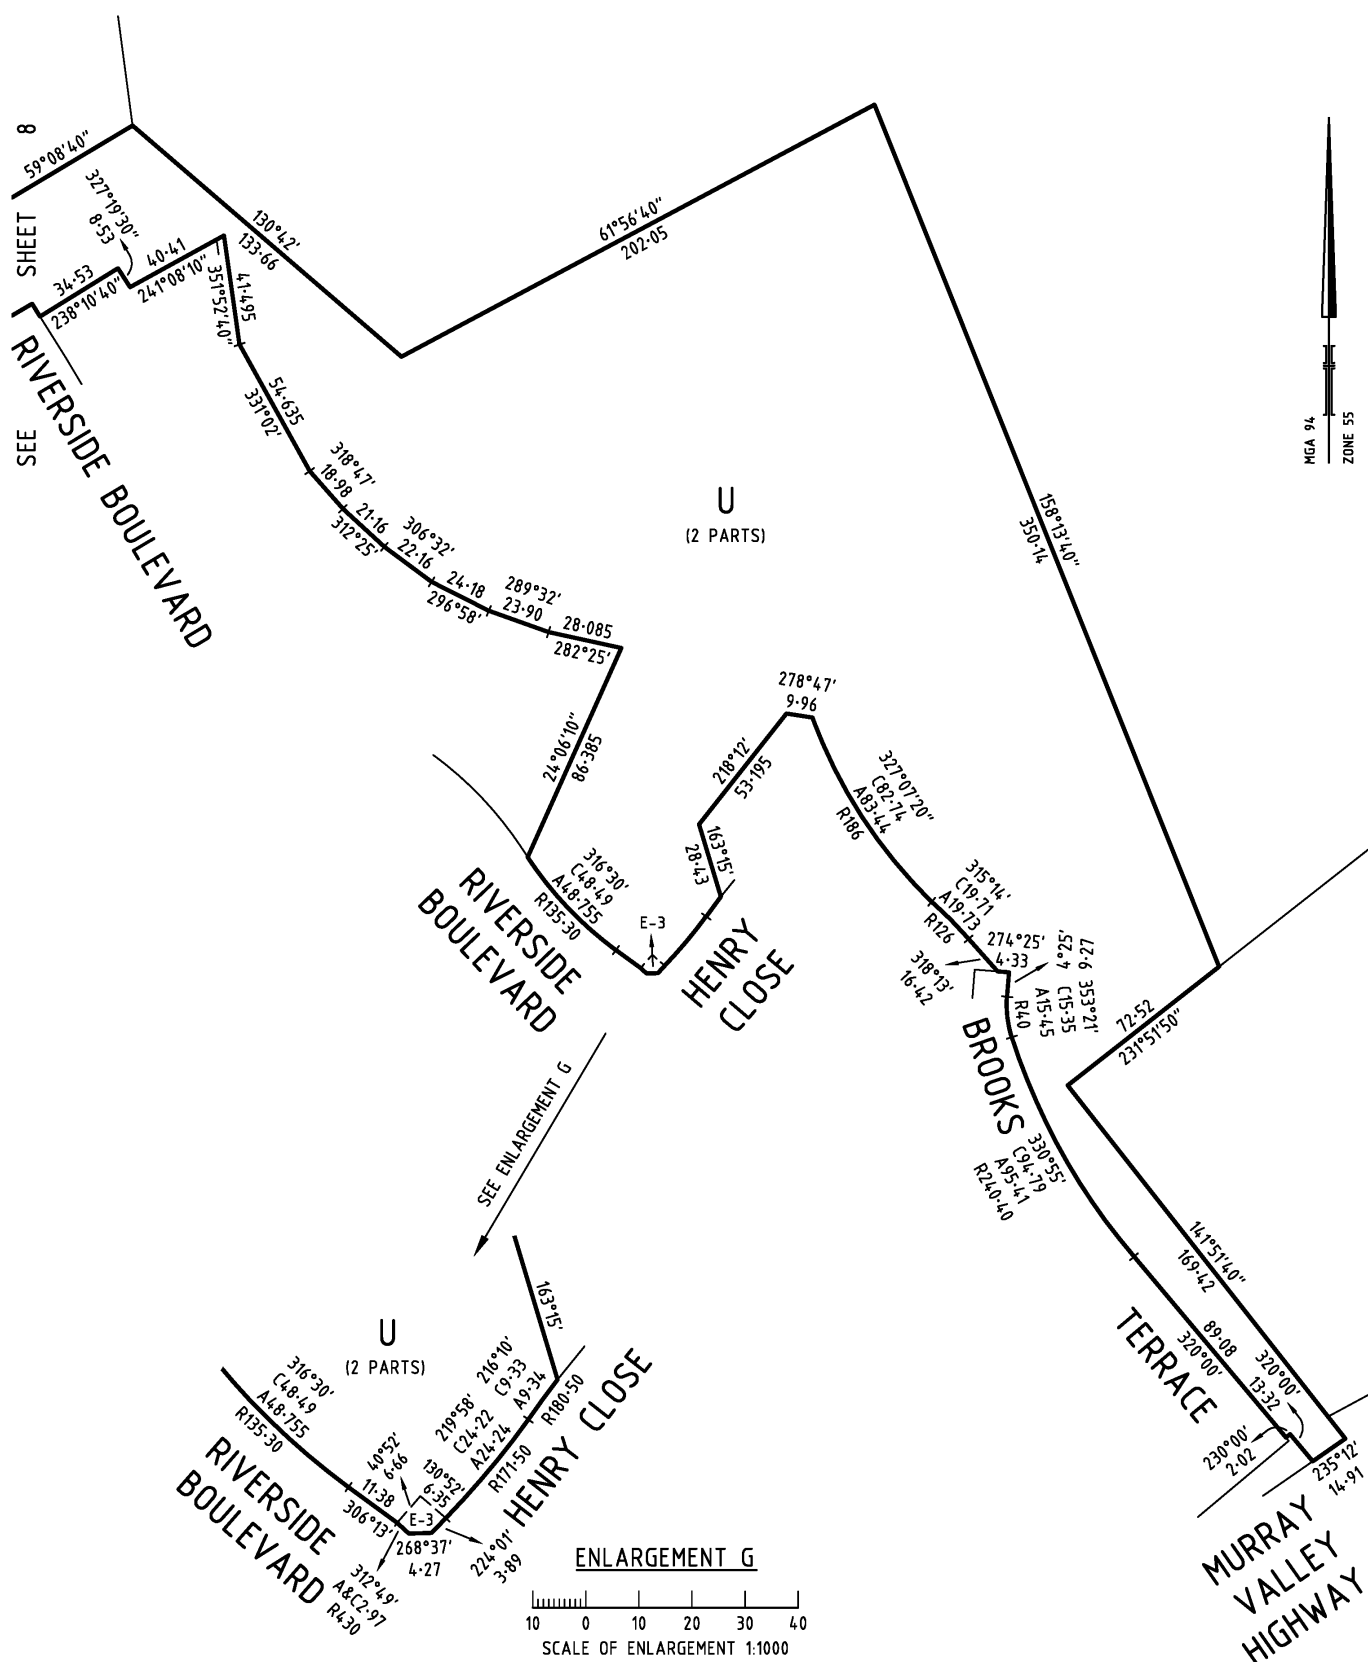 SEE SHEET 8
59°08'40"
327°19'30"
8·53
34·53
238°10'40"
40·41
241°08'10"
130°42'
133·66
61°56'40"
202·05
41·495
351°52'40"
RIVERSIDE BOULEVARD
54·635
331°02'
318°47'
18·98
21·16
312°25'
306°32'
22·16
24·18
296°58'
289°32'
23·90
28·085
282°25'
U
(2 PARTS)
158°13'40"
350·14
MGA 94
ZONE 55
24°06'10"
86·385
278°47'
9·96
218°12'
53·195
163°15'
28·43
327°07'20"
C82·74
A83·44
R186
316°30'
C48·49
A48·755
R135·30
RIVERSIDE
BOULEVARD
E-3
HENRY
CLOSE
315°14'
C19·71
A19·73
R126
274°25'
4·33
318°13'
16·42
9·27
4°25'
353°21'
C15·35
A15·45
R40
72·52
231°51'50"
BROOKS
330°55'
C94·79
A95·41
R240·40
SEE ENLARGEMENT G
141°51'40"
169·42
89·08
320°00'
TERRACE
320°00'
13·32
230°00'
2·02
235°12'
14·91
MURRAY
VALLEY
HIGHWAY
163°15'
U
(2 PARTS)
316°30'
C48·49
A48·755
R135·30
216°10'
C9·33
A9·34
R180·50
219°58'
C24·22
A24·24
R171·50
HENRY CLOSE
40°52'
6·66
130°52'
6·35
11·38
306°13'
E-3
268°37'
4·27
224°01'
3·89
RIVERSIDE
BOULEVARD
312°49'
A&C2·97
R430
ENLARGEMENT G
10 0 10 20 30 40
SCALE OF ENLARGEMENT 1:1000